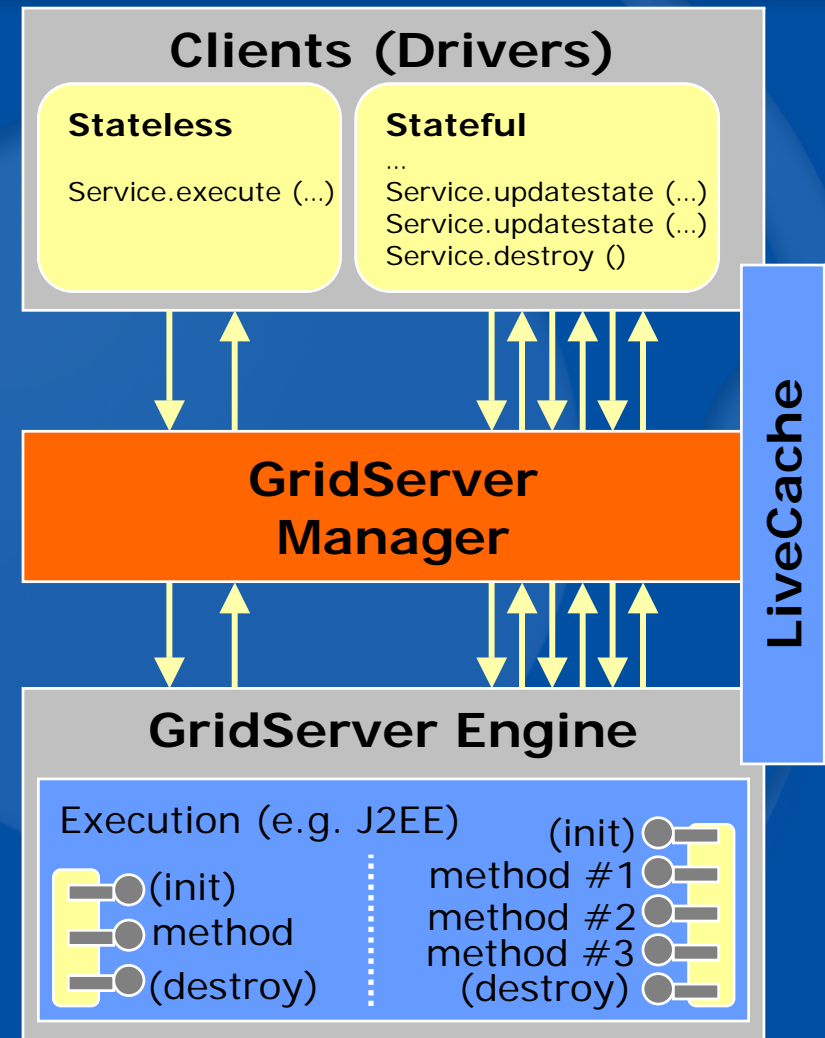 Clients (Drivers)
Stateless
Service.execute (...)
Stateful
...
Service.updatestate (...)
Service.updatestate (...)
Service.destroy ()
LiveCache
GridServer
Manager
GridServer Engine
Execution (e.g. J2EE)
(init)
method
(destroy)
(init)
method #1
method #2
method #3
(destroy)